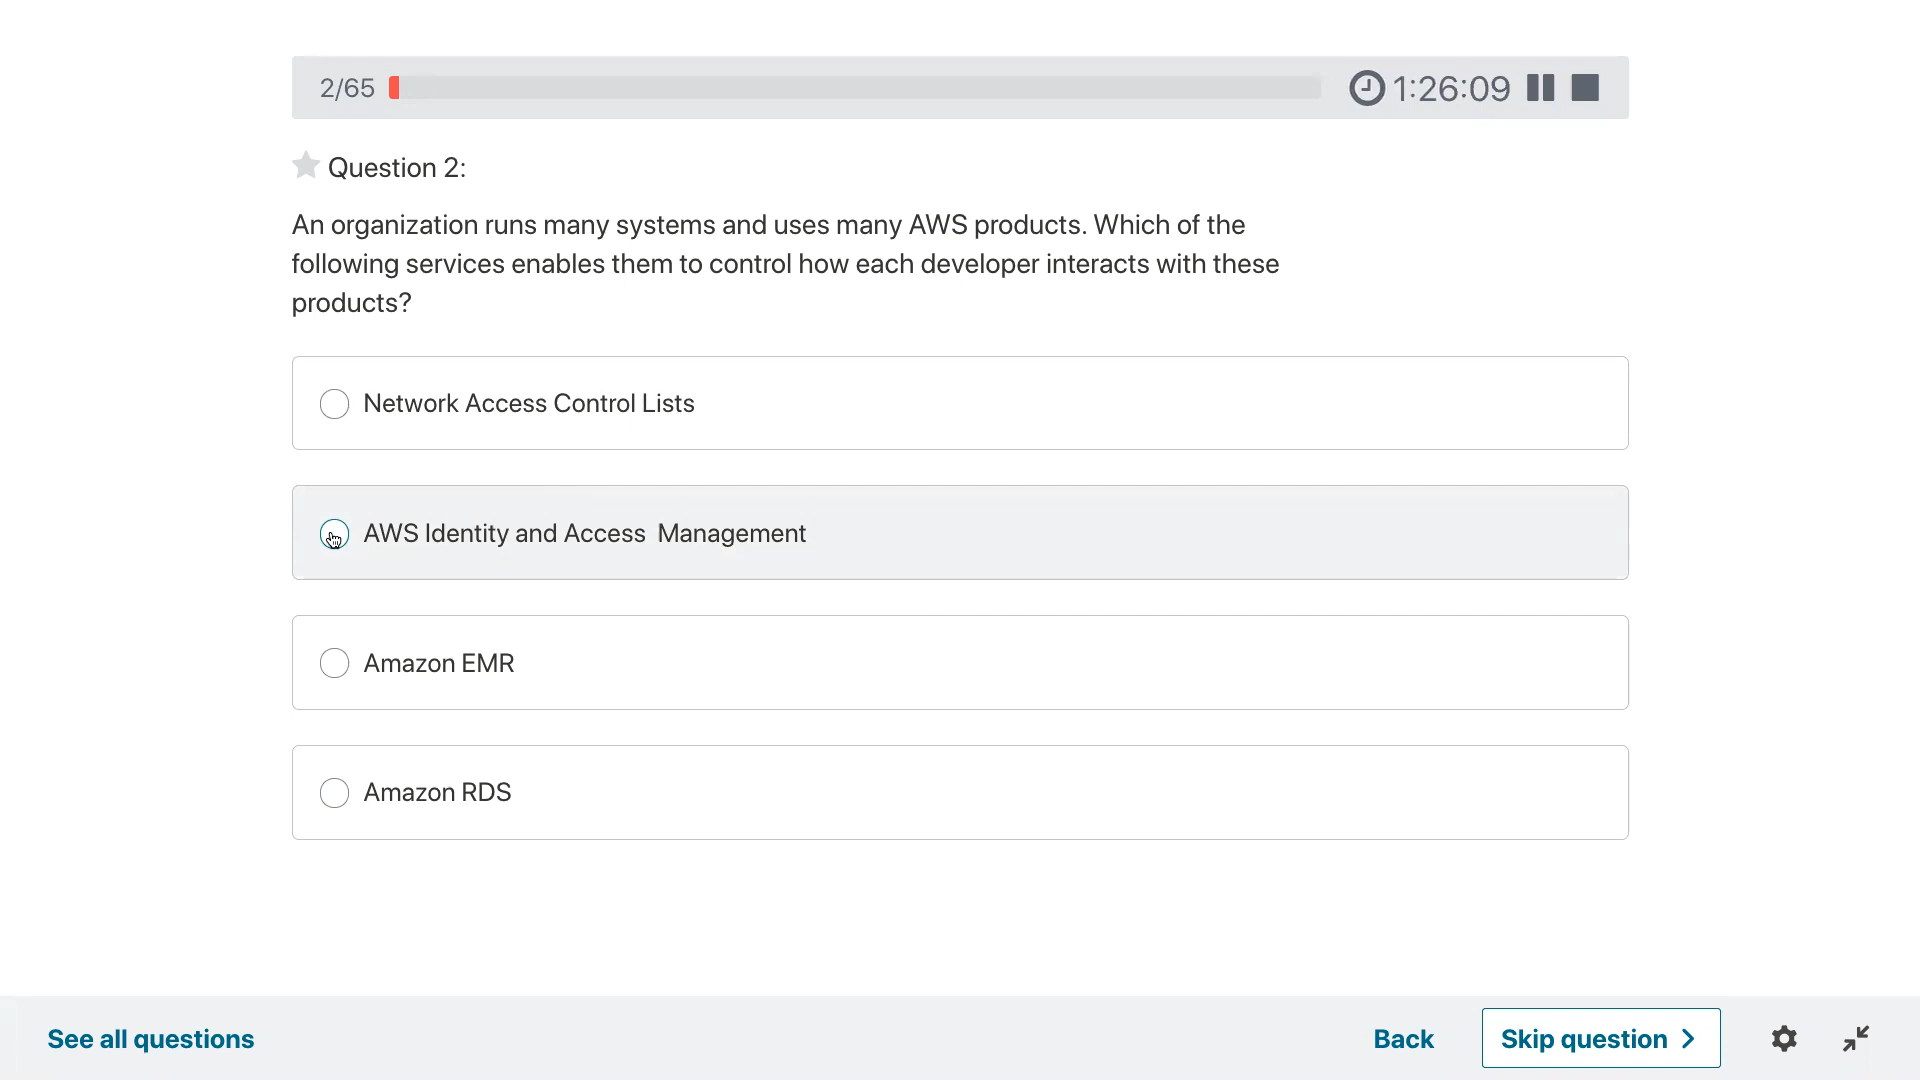 2/65
1:26:09
Question 2:
An organization runs many systems and uses many AWS products. Which of the
following services enables them to control how each developer interacts with these
products?
Network Access Control Lists
AWS Identity and Access  Management
Amazon EMR
Amazon RDS
See all questions
Back
Skip question